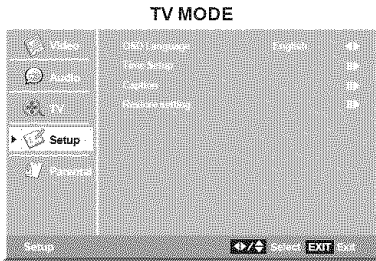 TV MODE
Video
OSD Language English
Time Setup
Audio
Caption
TV
Restore setting
Setup
Parental
Setup
Select EXIT Exit